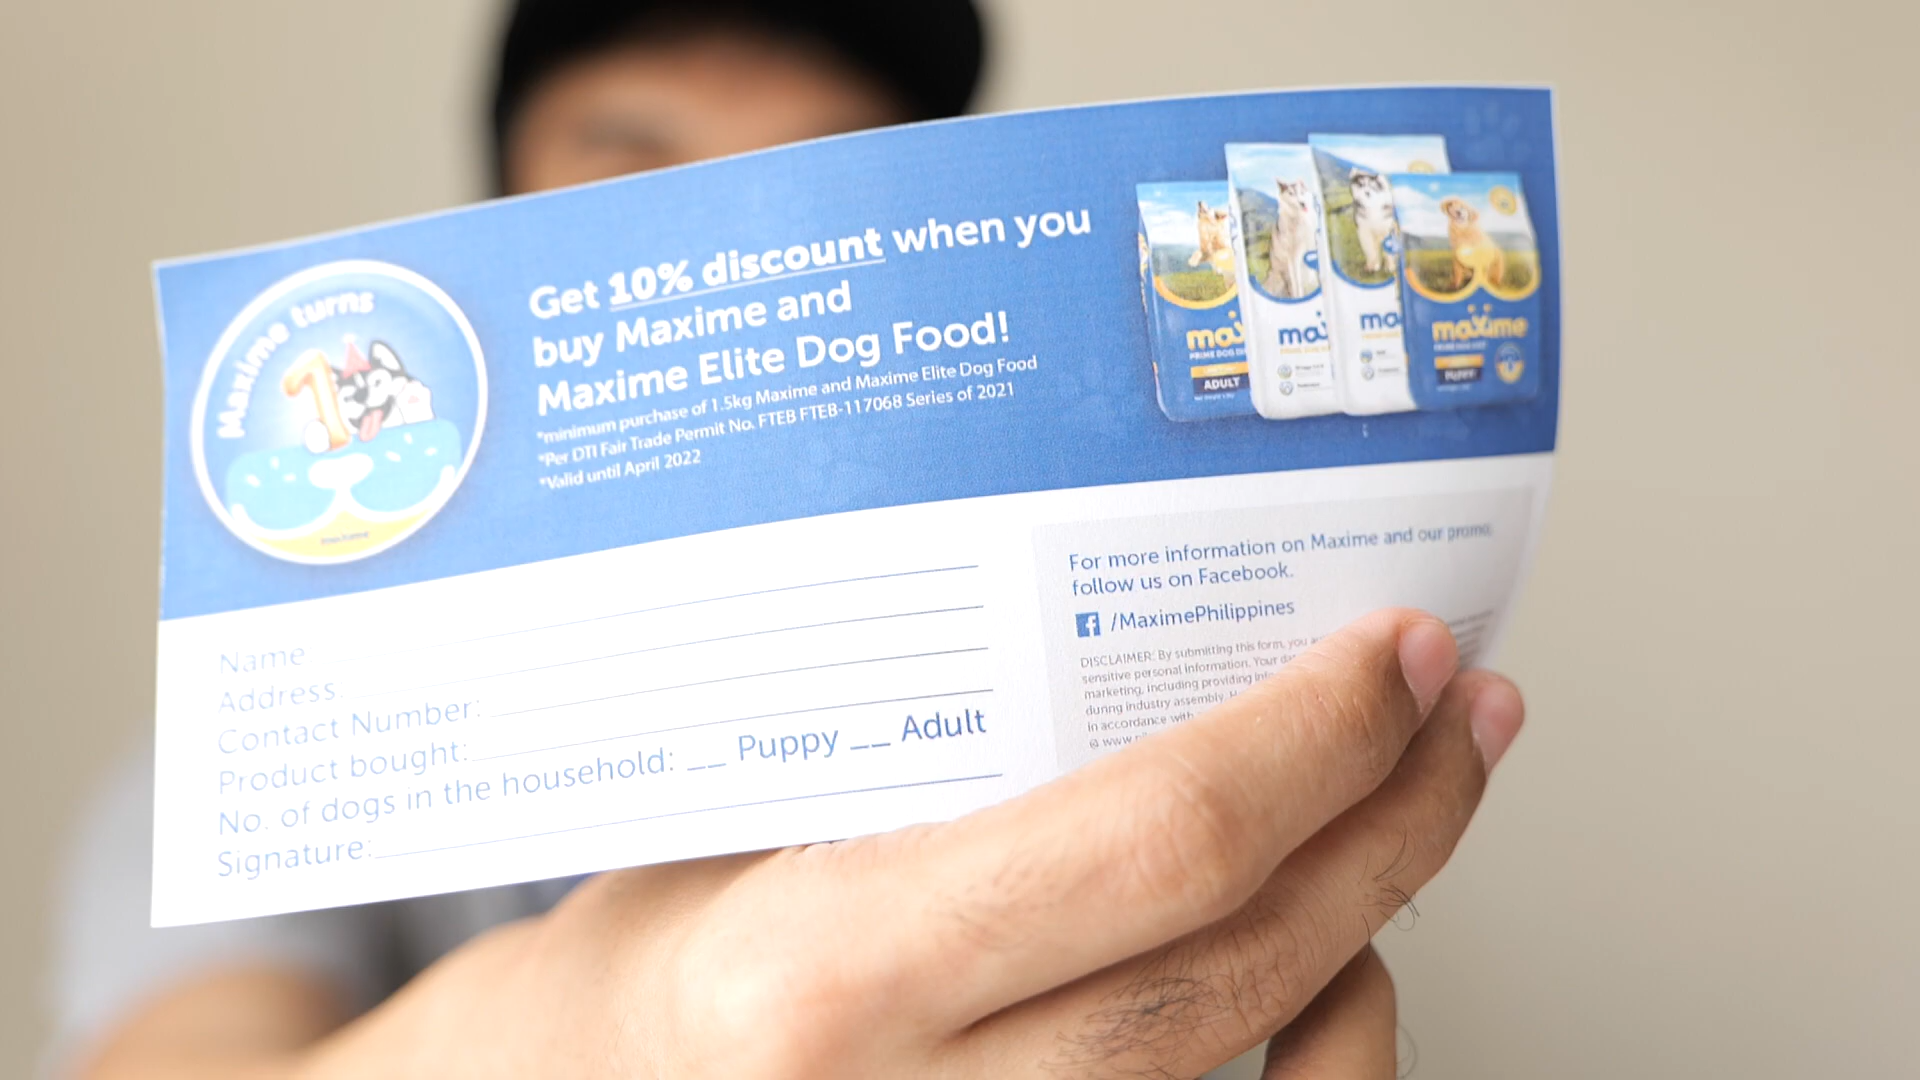 Maxime turns
1
Get 10% discount when you
buy Maxime and
Maxime Elite Dog Food!
*minimum purchase of 1.5kg Maxime and Maxime Elite Dog Food
*Per DTI Fair Trade Permit No. FTEB FTEB-117068 Series of 2021
*Valid until April 2022
max
ADULT
max
max
maxime
PUPPY
Name
Address:
Contact Number:
Product bought:
No. of dogs in the household: __ Puppy __ Adult
Signature:
For more information on Maxime and our promo,
follow us on Facebook.
f /MaximePhilippines
DISCLAIMER: By submitting this form, you
sensitive personal information. Your
marketing, including providing
during industry assembly.
in accordance with
@ www